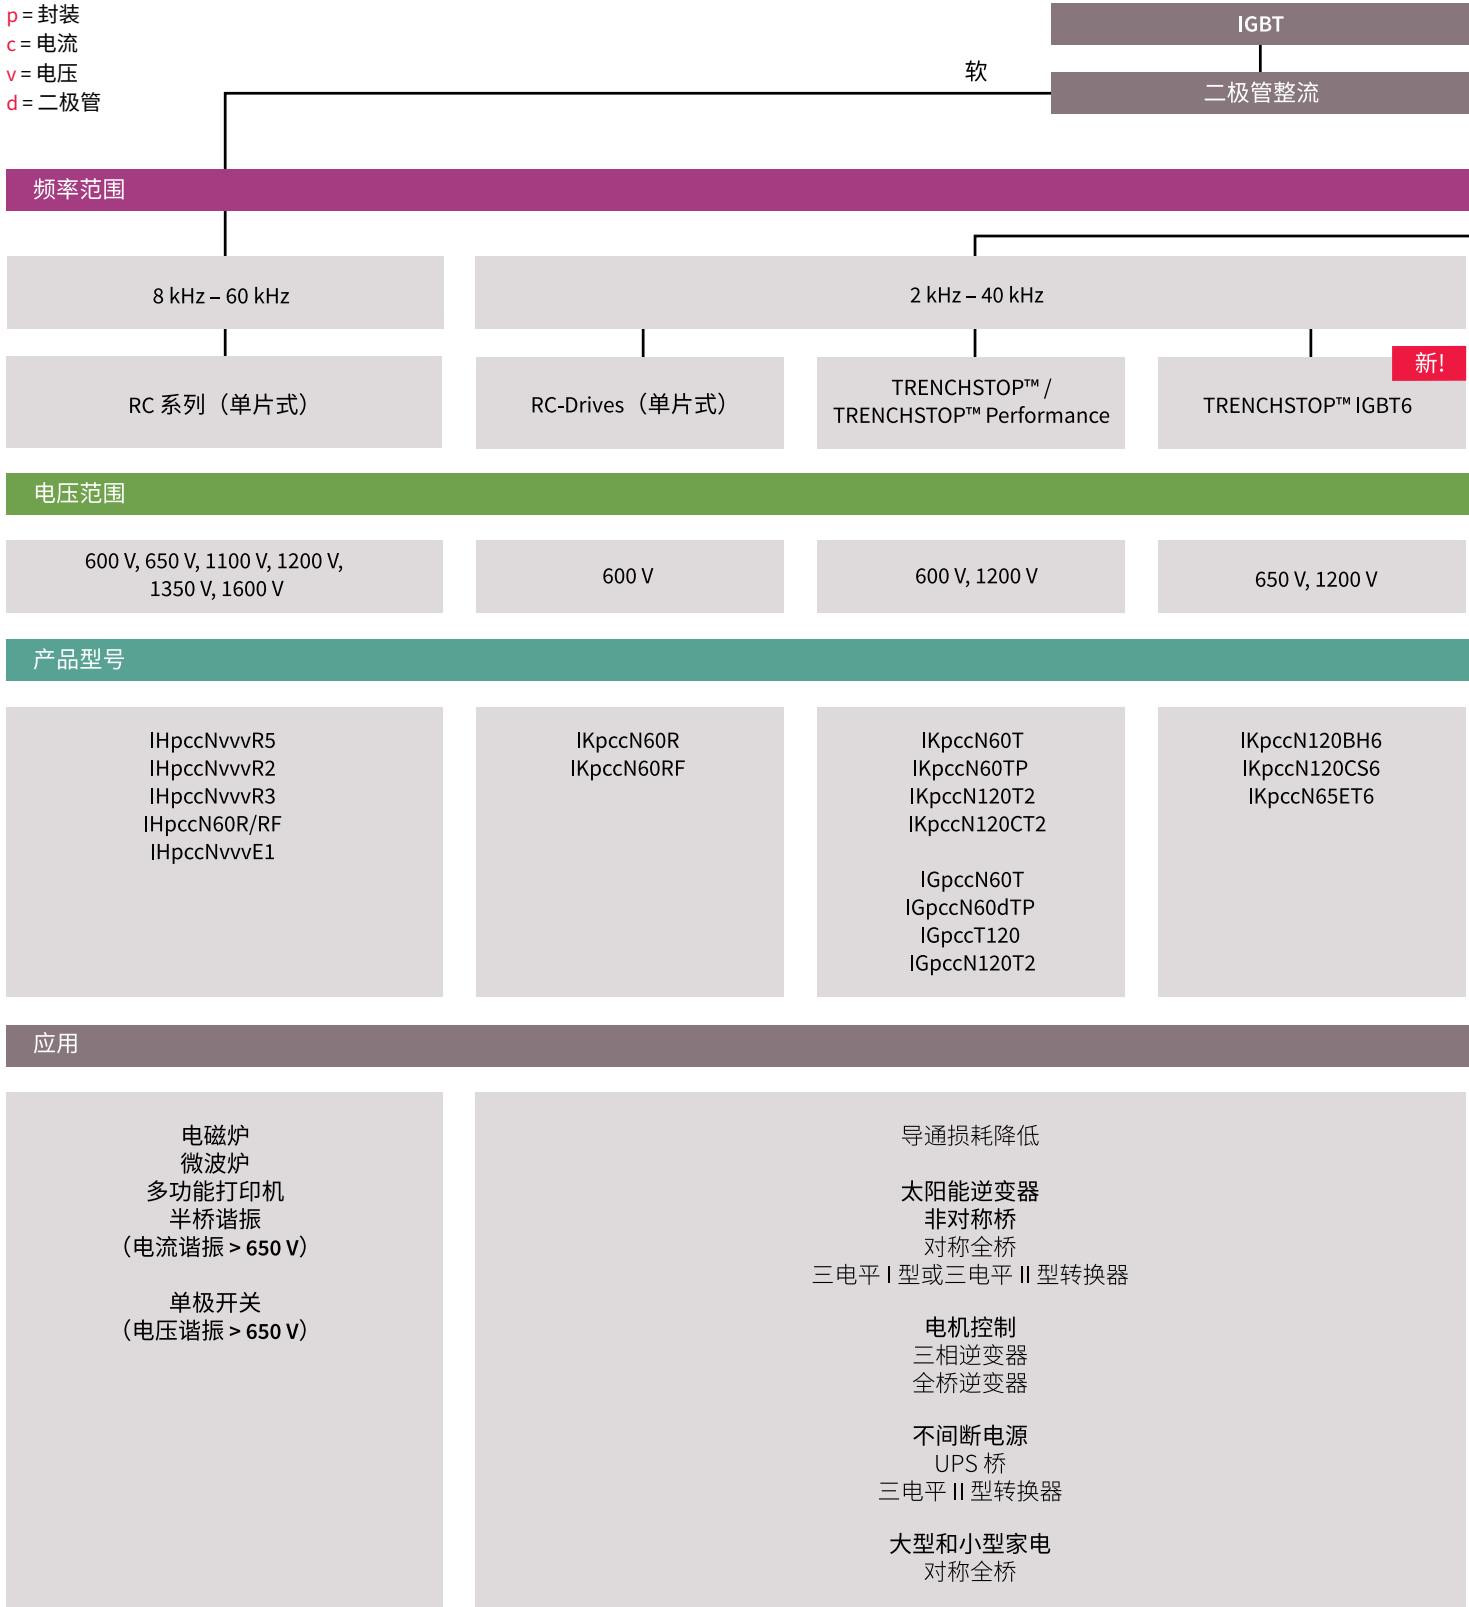 p = 封装
c = 电流
v = 电压
d = 二极管
IGBT
软
二极管整流
频率范围
8 kHz – 60 kHz
2 kHz – 40 kHz
RC 系列（单片式）
RC-Drives（单片式）
TRENCHSTOP™ /
TRENCHSTOP™ Performance
新!
TRENCHSTOP™ IGBT6
电压范围
600 V, 650 V, 1100 V, 1200 V,
1350 V, 1600 V
600 V
600 V, 1200 V
650 V, 1200 V
产品型号
IHpccNvvvR5
IHpccNvvvR2
IHpccNvvvR3
IHpccN60R/RF
IHpccNvvvE1
IKpccN60R
IKpccN60RF
IKpccN60T
IKpccN60TP
IKpccN120T2
IKpccN120CT2
IGpccN60T
IGpccN60dTP
IGpccT120
IGpccN120T2
IKpccN120BH6
IKpccN120CS6
IKpccN65ET6
应用
电磁炉
微波炉
多功能打印机
半桥谐振
（电流谐振 > 650 V）
单极开关
（电压谐振 > 650 V）
导通损耗降低
太阳能逆变器
非对称桥
对称全桥
三电平 I 型或三电平 II 型转换器
电机控制
三相逆变器
全桥逆变器
不间断电源
UPS 桥
三电平 II 型转换器
大型和小型家电
对称全桥